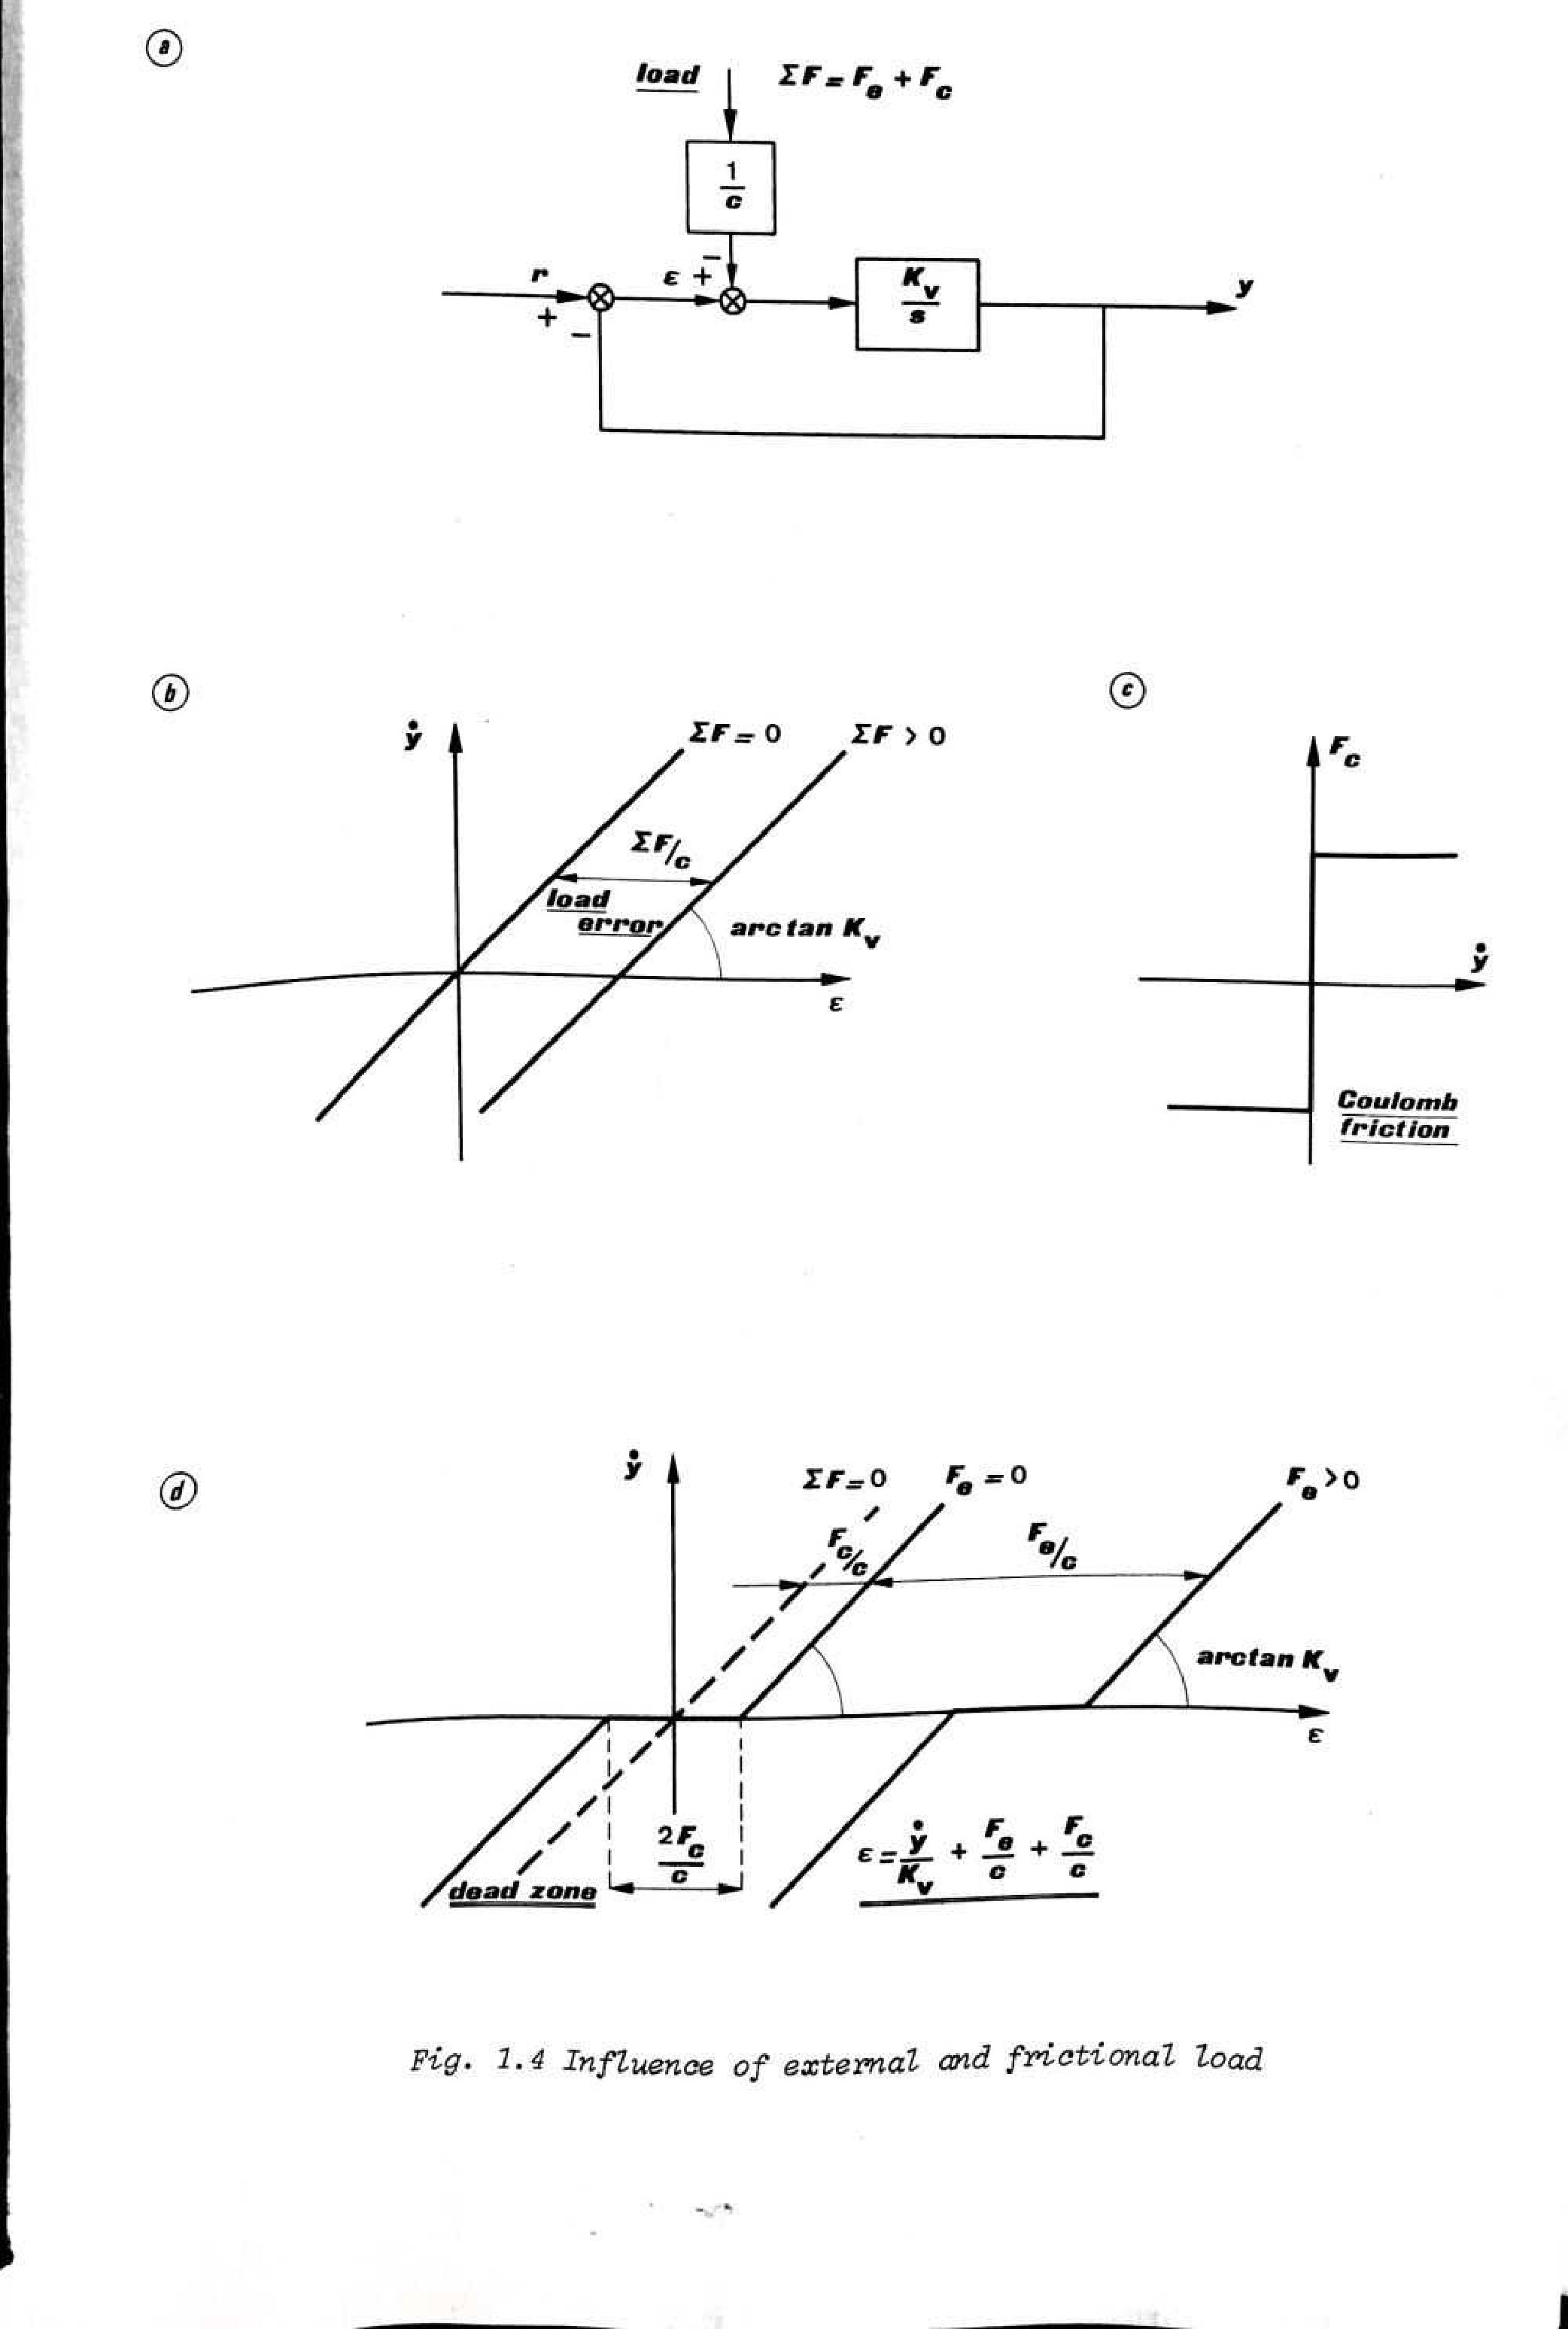 a
load ΣF = Fe + Fc
1
c
r
ε
+
−
+
−
Kv
s
y
b
ẏ
ΣF = 0
ΣF > 0
ΣF/c
load
error
arctan Kv
ε
c
Fc
ẏ
Coulomb
friction
d
ẏ
ΣF=0
Fe = 0
Fe > 0
Fc/c
Fe/c
arctan Kv
ε
2Fc
c
dead zone
ε = ẏ/Kv + Fe/c + Fc/c
Fig. 1.4 Influence of external and frictional load